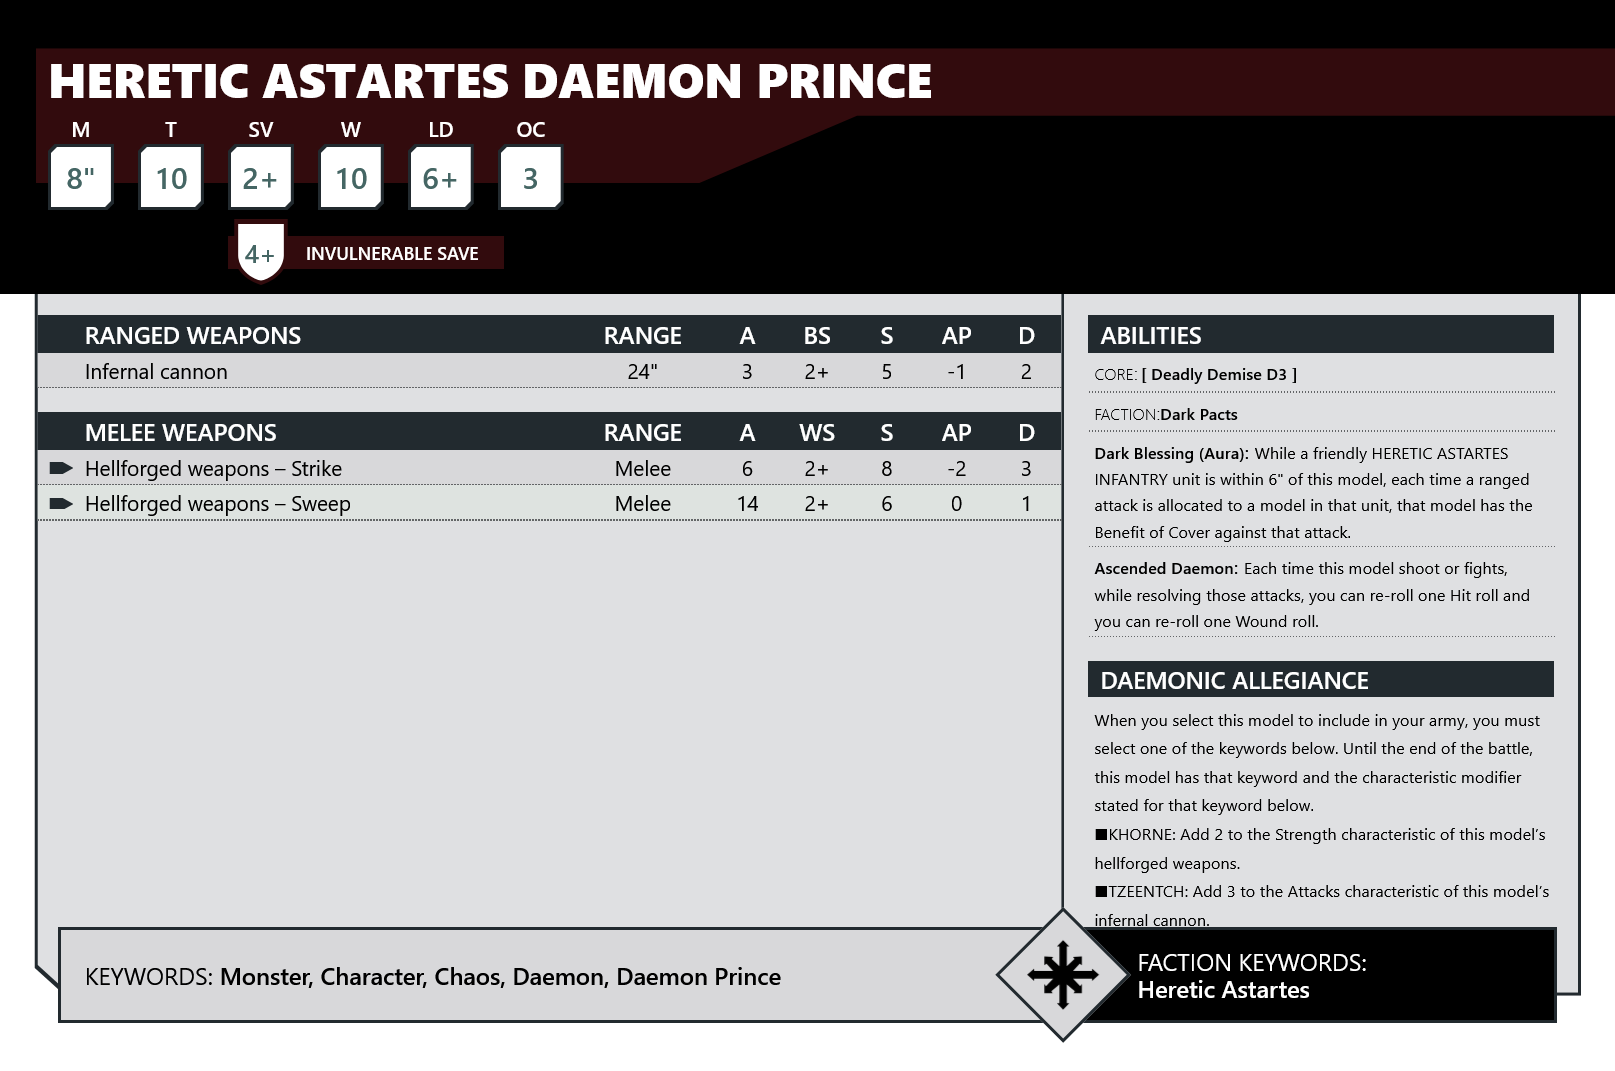 HERETIC ASTARTES DAEMON PRINCE
M T SV W LD OC
8" 10 2+ 10 6+ 3
4+ INVULNERABLE SAVE
RANGED WEAPONS RANGE A BS S AP D
Infernal cannon 24" 3 2+ 5 -1 2
MELEE WEAPONS RANGE A WS S AP D
Hellforged weapons – Strike Melee 6 2+ 8 -2 3
Hellforged weapons – Sweep Melee 14 2+ 6 0 1
ABILITIES
CORE: [ Deadly Demise D3 ]
FACTION:Dark Pacts
Dark Blessing (Aura): While a friendly HERETIC ASTARTES
INFANTRY unit is within 6" of this model, each time a ranged
attack is allocated to a model in that unit, that model has the
Benefit of Cover against that attack.
Ascended Daemon: Each time this model shoot or fights,
while resolving those attacks, you can re-roll one Hit roll and
you can re-roll one Wound roll.
DAEMONIC ALLEGIANCE
When you select this model to include in your army, you must
select one of the keywords below. Until the end of the battle,
this model has that keyword and the characteristic modifier
stated for that keyword below.
■KHORNE: Add 2 to the Strength characteristic of this model’s
hellforged weapons.
■TZEENTCH: Add 3 to the Attacks characteristic of this model’s
infernal cannon.
KEYWORDS: Monster, Character, Chaos, Daemon, Daemon Prince
FACTION KEYWORDS:
Heretic Astartes